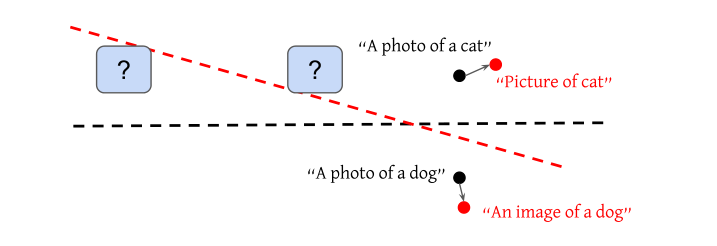 “A photo of a cat”
?
?
“Picture of cat”
“A photo of a dog”
“An image of a dog”